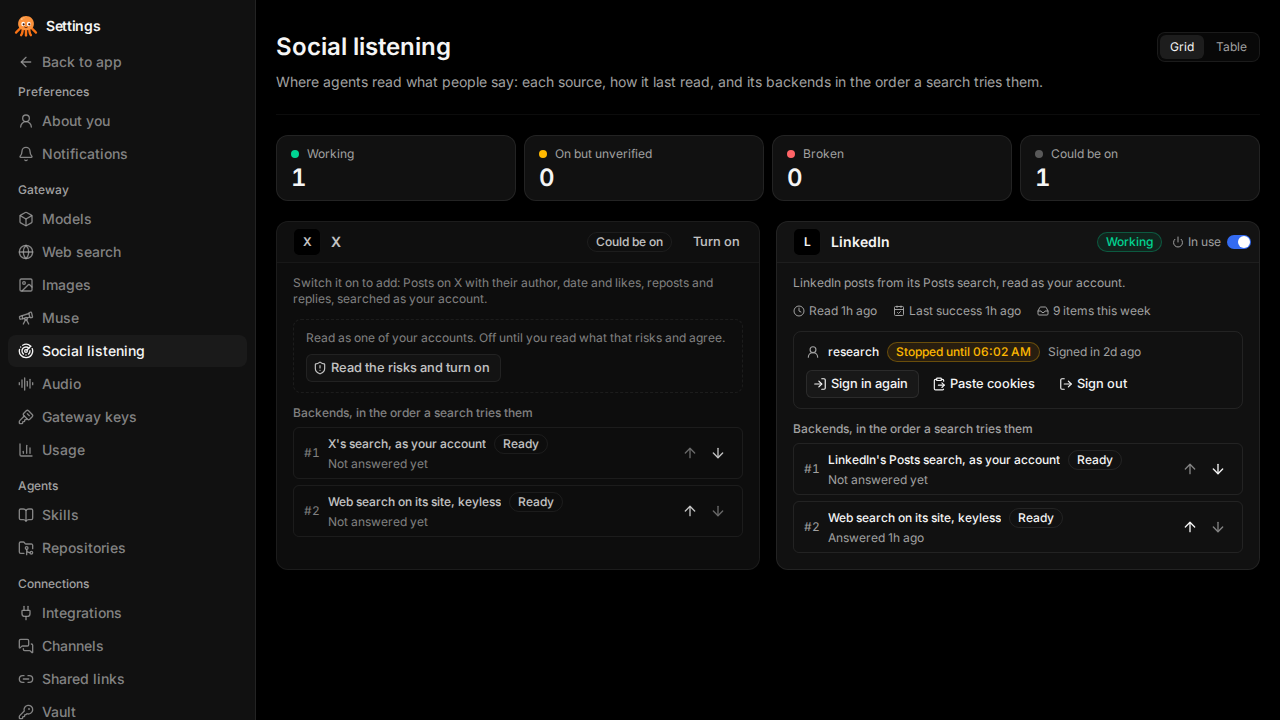 Settings
Back to app
Preferences
About you
Notifications
Gateway
Models
Web search
Images
Muse
Social listening
Audio
Gateway keys
Usage
Agents
Skills
Repositories
Connections
Integrations
Channels
Shared links
Vault
Social listening
Grid Table
Where agents read what people say: each source, how it last read, and its backends in the order a search tries them.
Working
1
On but unverified
0
Broken
0
Could be on
1
X X Could be on Turn on
Switch it on to add: Posts on X with their author, date and likes, reposts and
replies, searched as your account.
Read as one of your accounts. Off until you read what that risks and agree.
Read the risks and turn on
Backends, in the order a search tries them
#1 X's search, as your account Ready
Not answered yet
#2 Web search on its site, keyless Ready
Not answered yet
L LinkedIn Working In use
LinkedIn posts from its Posts search, read as your account.
Read 1h ago Last success 1h ago 9 items this week
research Stopped until 06:02 AM Signed in 2d ago
Sign in again Paste cookies Sign out
Backends, in the order a search tries them
#1 LinkedIn's Posts search, as your account Ready
Not answered yet
#2 Web search on its site, keyless Ready
Answered 1h ago